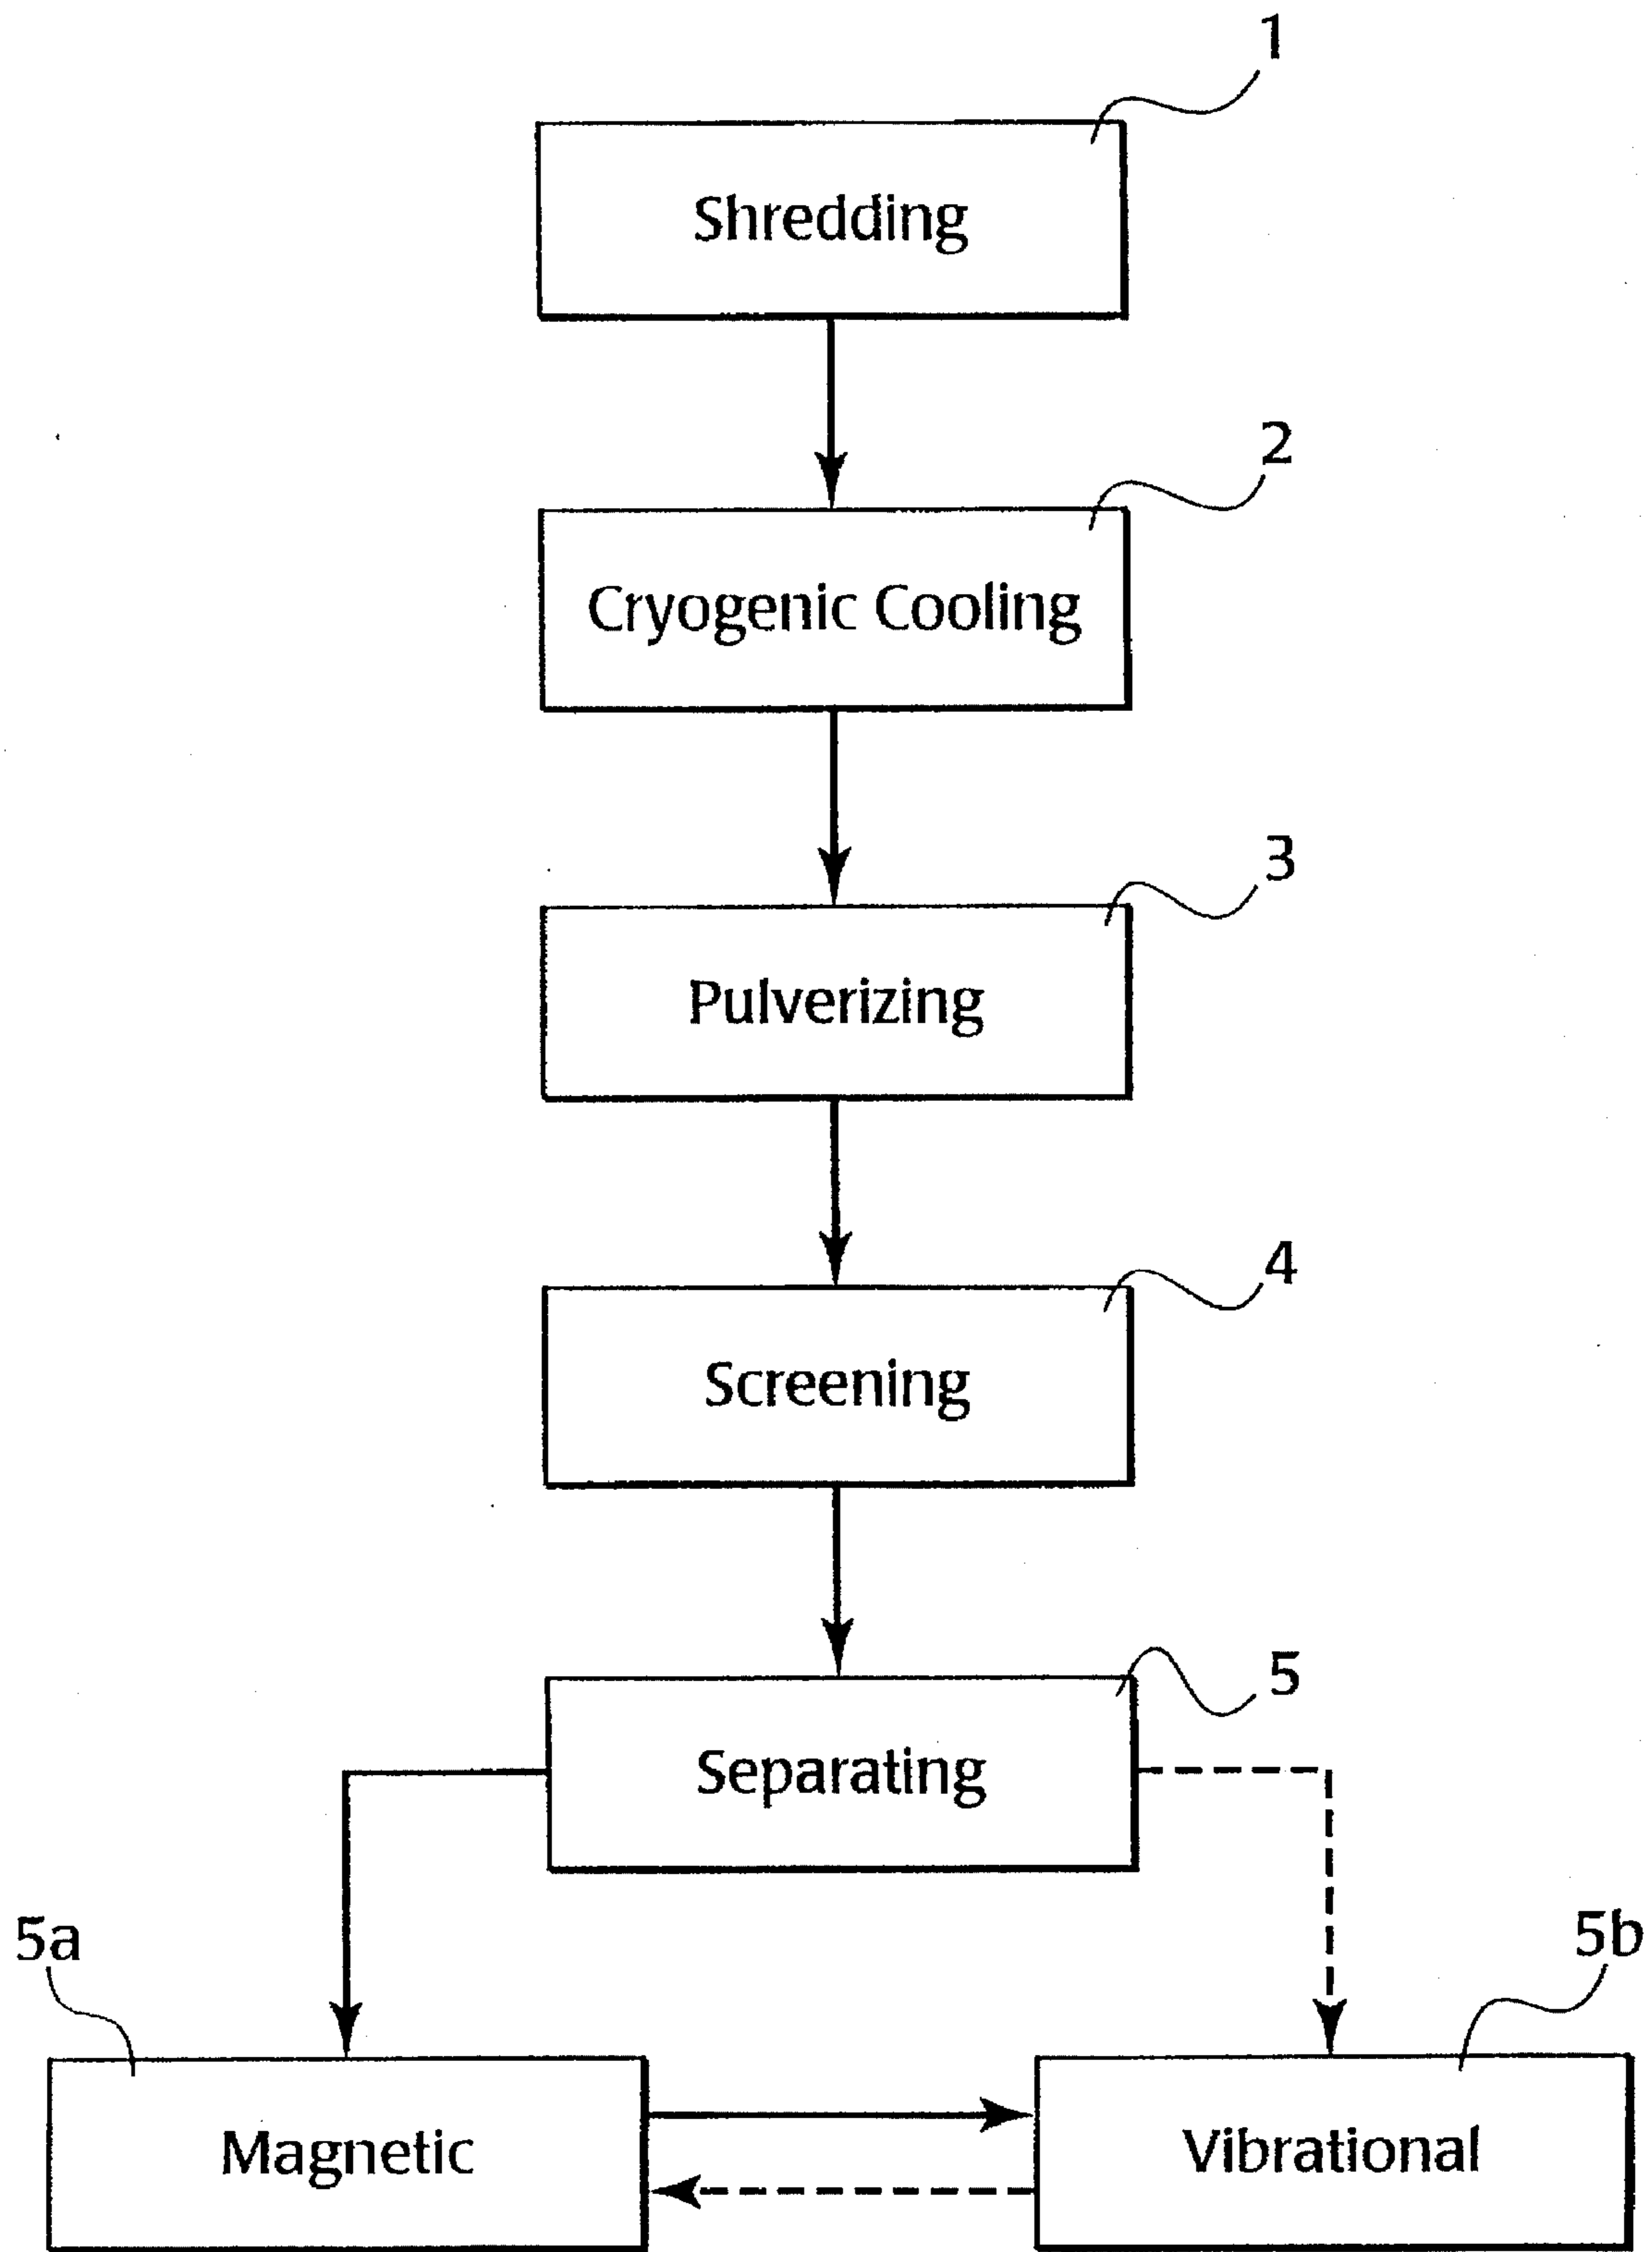 1
Shredding
2
Cryogenic Cooling
3
Pulverizing
4
Screening
5
Separating
5a
5b
Magnetic
Vibrational